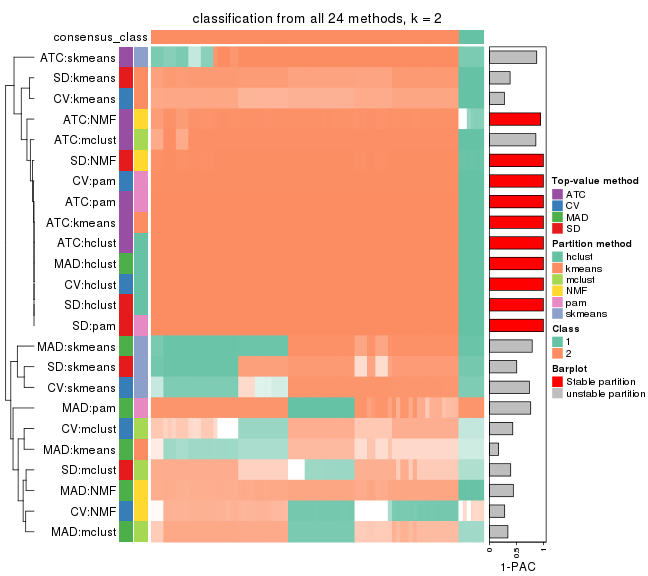 classification from all 24 methods, k = 2
consensus_class
ATC:skmeans
SD:kmeans
CV:kmeans
ATC:NMF
ATC:mclust
SD:NMF
CV:pam
ATC:pam
ATC:kmeans
ATC:hclust
MAD:hclust
CV:hclust
SD:hclust
SD:pam
MAD:skmeans
SD:skmeans
CV:skmeans
MAD:pam
CV:mclust
MAD:kmeans
SD:mclust
MAD:NMF
CV:NMF
MAD:mclust
0
0.5
1
1-PAC
Top-value method
ATC
CV
MAD
SD
Partition method
hclust
kmeans
mclust
NMF
pam
skmeans
Class
1
2
Barplot
Stable partition
unstable partition